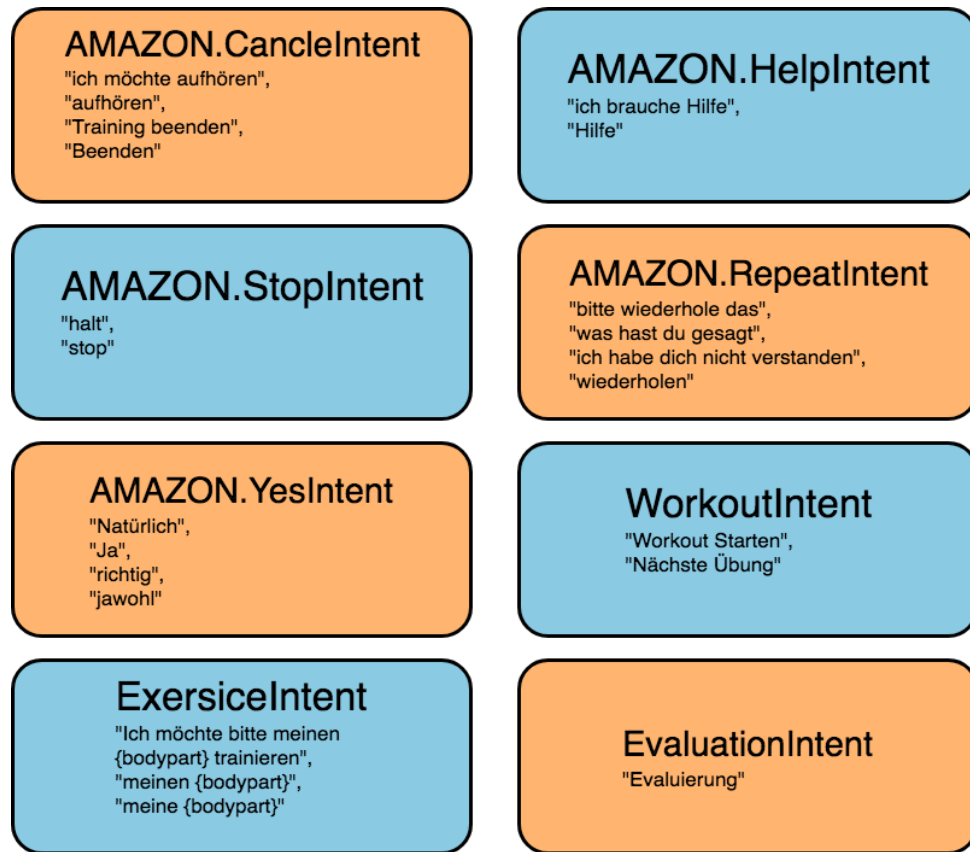 AMAZON.CancleIntent
"ich möchte aufhören",
"aufhören",
"Training beenden",
"Beenden"
AMAZON.HelpIntent
"ich brauche Hilfe",
"Hilfe"
AMAZON.StopIntent
"halt",
"stop"
AMAZON.RepeatIntent
"bitte wiederhole das",
"was hast du gesagt",
"ich habe dich nicht verstanden",
"wiederholen"
AMAZON.YesIntent
"Natürlich",
"Ja",
"richtig",
"jawohl"
WorkoutIntent
"Workout Starten",
"Nächste Übung"
ExersiceIntent
"Ich möchte bitte meinen
{bodypart} trainieren",
"meinen {bodypart}",
"meine {bodypart}"
EvaluationIntent
"Evaluierung"